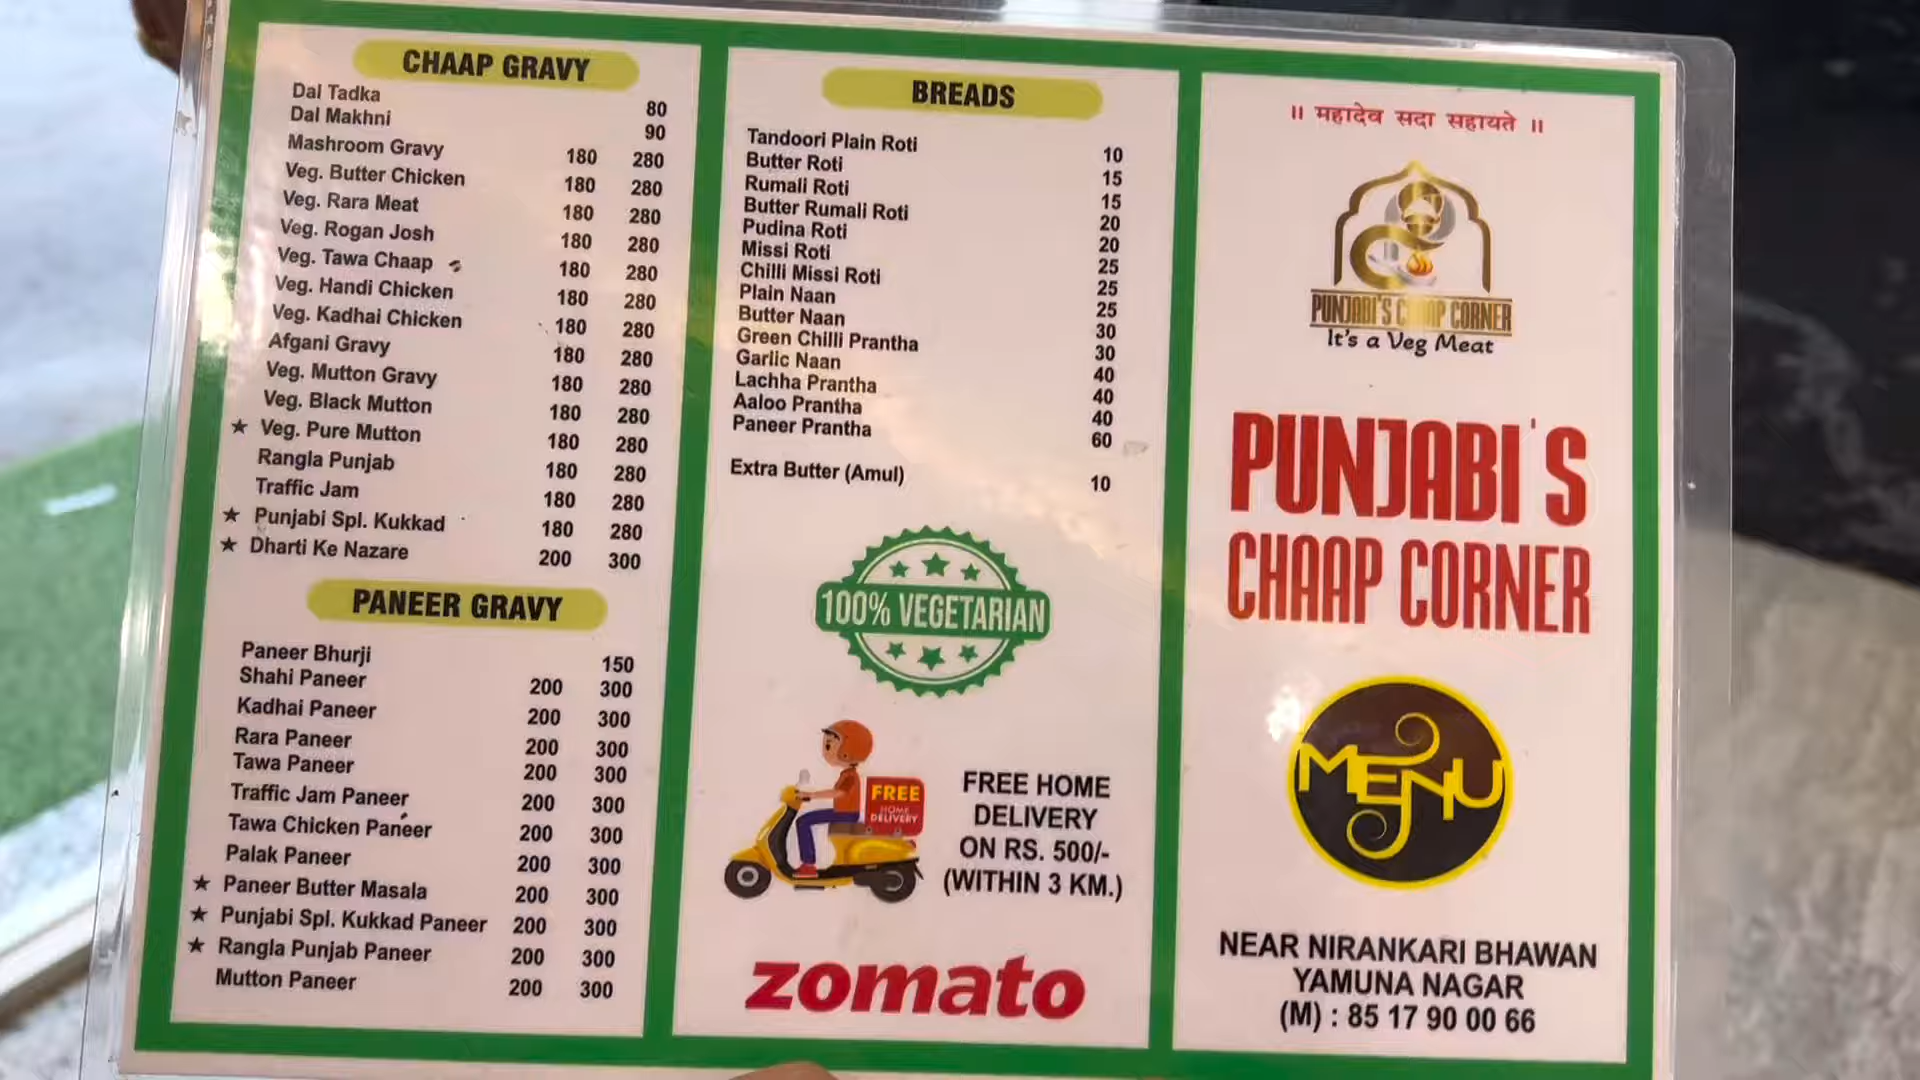 CHAAP GRAVY
Dal Tadka 80
Dal Makhni 90
Mashroom Gravy 180 280
Veg. Butter Chicken 180 280
Veg. Rara Meat 180 280
Veg. Rogan Josh 180 280
Veg. Tawa Chaap 180 280
Veg. Handi Chicken 180 280
Veg. Kadhai Chicken 180 280
Afgani Gravy 180 280
Veg. Mutton Gravy 180 280
Veg. Black Mutton 180 280
★ Veg. Pure Mutton 180 280
Rangla Punjab 180 280
Traffic Jam 180 280
★ Punjabi Spl. Kukkad 180 280
★ Dharti Ke Nazare 200 300
PANEER GRAVY
Paneer Bhurji 150
Shahi Paneer 200 300
Kadhai Paneer 200 300
Rara Paneer 200 300
Tawa Paneer 200 300
Traffic Jam Paneer 200 300
Tawa Chicken Paneer 200 300
Palak Paneer 200 300
★ Paneer Butter Masala 200 300
★ Punjabi Spl. Kukkad Paneer 200 300
★ Rangla Punjab Paneer 200 300
Mutton Paneer 200 300
BREADS
Tandoori Plain Roti 10
Butter Roti 15
Rumali Roti 15
Butter Rumali Roti 20
Pudina Roti 20
Missi Roti 25
Chilli Missi Roti 25
Plain Naan 25
Butter Naan 30
Green Chilli Prantha 30
Garlic Naan 40
Lachha Prantha 40
Aaloo Prantha 40
Paneer Prantha 60
Extra Butter (Amul) 10
100% VEGETARIAN
FREE
HOME
DELIVERY
FREE HOME
DELIVERY
ON RS. 500/-
(WITHIN 3 KM.)
zomato
॥ महादेव सदा सहायते ॥
PUNJABI'S CHAAP CORNER
It's a Veg Meat
PUNJABI'S
CHAAP CORNER
MENU
NEAR NIRANKARI BHAWAN
YAMUNA NAGAR
(M) : 85 17 90 00 66